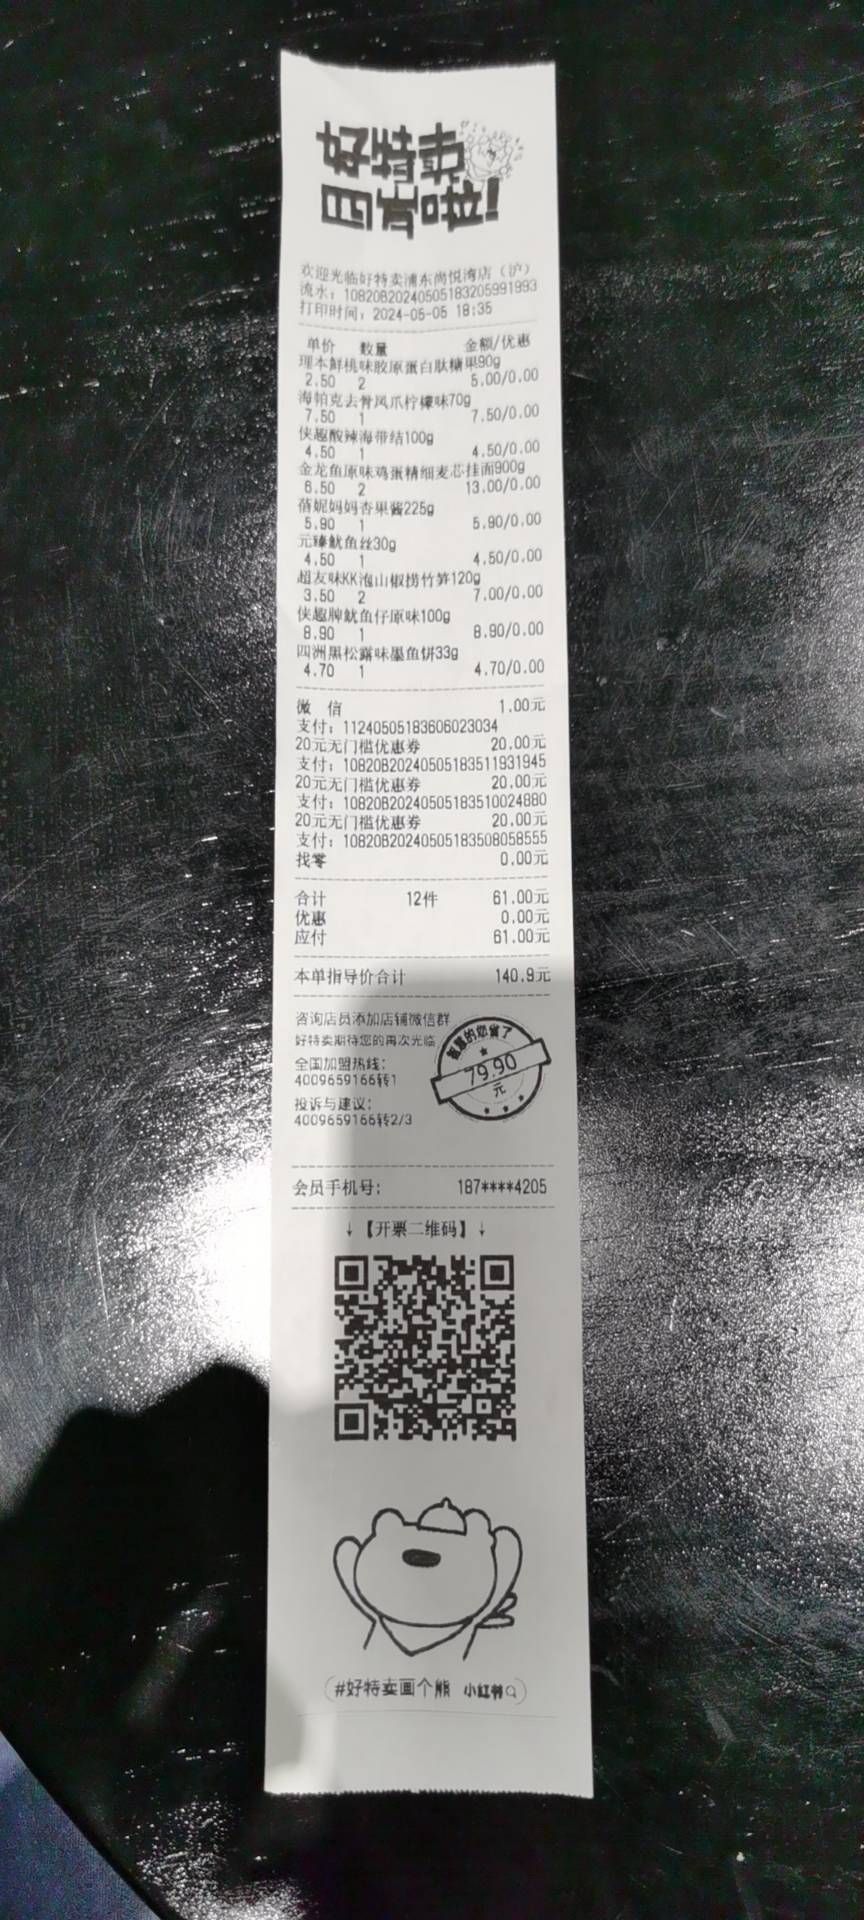 好特卖
又来啦!
欢迎光临好特卖浦东尚悦湾店（沪）
流水：10820B20240505183205991993
打印时间：2024-05-05 18:35
单价 数量 金额/优惠
理本鲜桃味胶原蛋白肽糖果90g
2.50 2 5.00/0.00
海帕克去骨凤爪柠檬味70g
7.50 1 7.50/0.00
侠趣酸辣海带结100g
4.50 1 4.50/0.00
金龙鱼原味鸡蛋精细麦芯挂面900g
6.50 2 13.00/0.00
蓓妮妈妈杏果酱225g
5.90 1 5.90/0.00
元臻鱿鱼丝30g
4.50 1 4.50/0.00
超友味KK泡山椒捞竹笋120g
3.50 2 7.00/0.00
侠趣牌鱿鱼仔原味100g
8.90 1 8.90/0.00
四洲黑松露味墨鱼饼33g
4.70 1 4.70/0.00
微 信 1.00元
支付：11240505183606023034
20元无门槛优惠券 20.00元
支付：10820B20240505183511931945
20元无门槛优惠券 20.00元
支付：10820B20240505183510024880
20元无门槛优惠券 20.00元
支付：10820B20240505183508058555
找零 0.00元
合计 12件 61.00元
优惠 0.00元
应付 61.00元
本单指导价合计 140.9元
咨询店员添加店铺微信群
好特卖期待您的再次光临
全国加盟热线：
4009659166转1
投诉与建议：
4009659166转2/3
的您省了
79.90
元
会员手机号： 187****4205
↓【开票二维码】↓
#好特卖画个熊 小红书